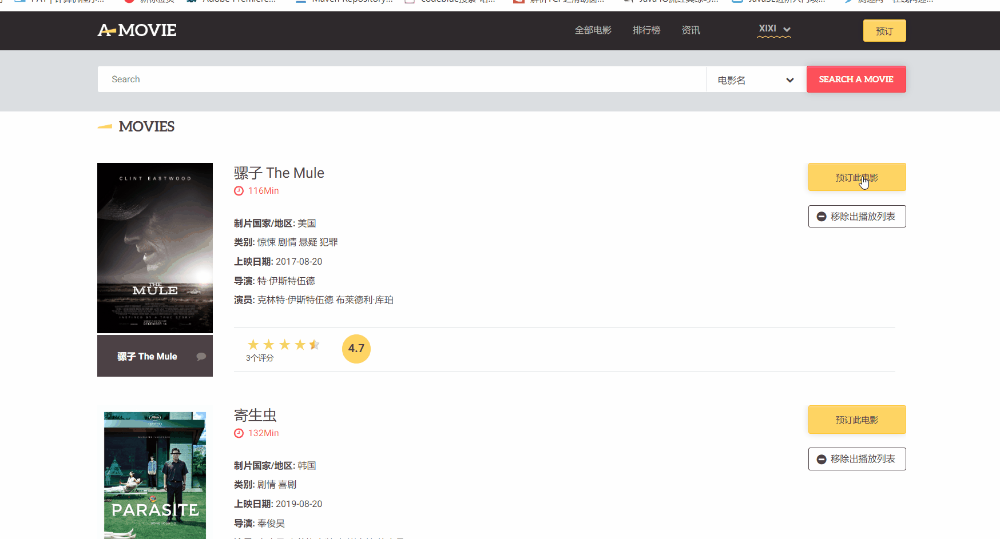 A-MOVIE
全部电影 排行榜 资讯 XIXI 预订
Search 电影名 SEARCH A MOVIE
MOVIES
CLINT EASTWOOD
THE
MULE
INSPIRED BY A TRUE STORY
DECEMBER 14
骡子 The Mule
骡子 The Mule
116Min
制片国家/地区: 美国
类别: 惊悚 剧情 悬疑 犯罪
上映日期: 2017-08-20
导演: 特·伊斯特伍德
演员: 克林特·伊斯特伍德 布莱德利·库珀
3个评分
4.7
预订此电影
移除出播放列表
PARASITE
寄生虫
132Min
制片国家/地区: 韩国
类别: 剧情 喜剧
上映日期: 2019-08-20
导演: 奉俊昊
预订此电影
移除出播放列表